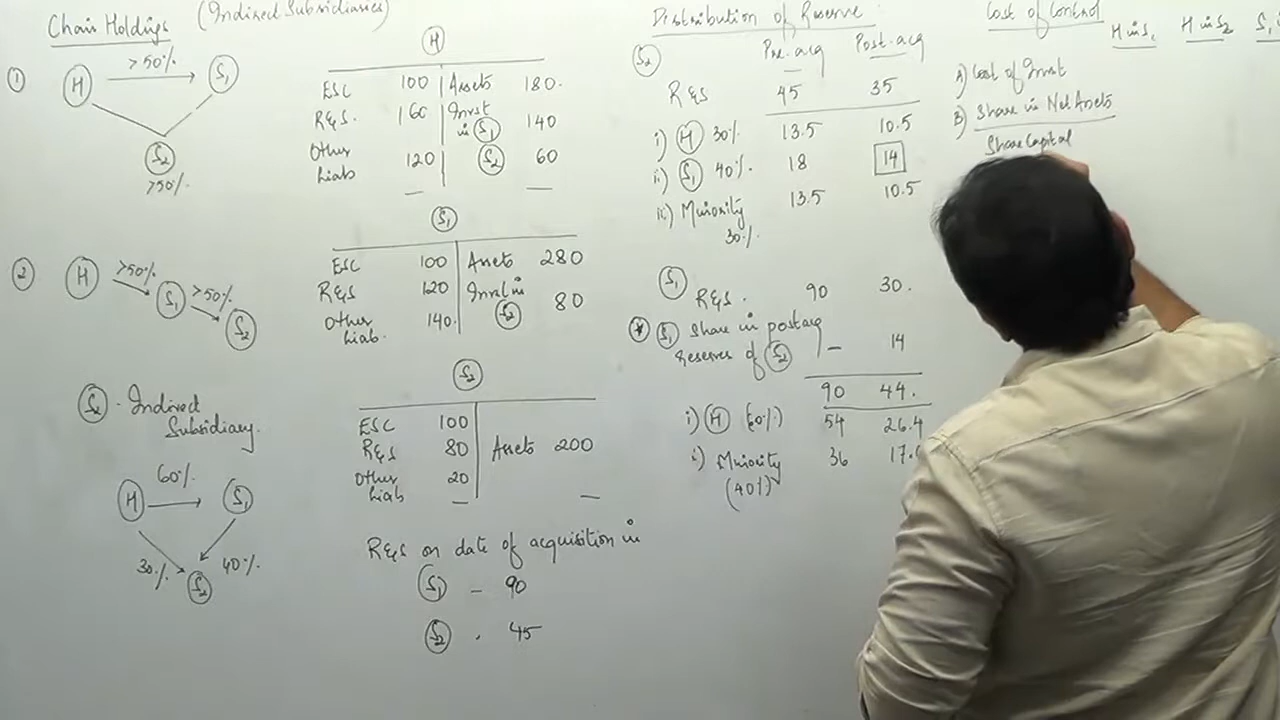 Chain Holdings (Indirect Subsidiaries)
1 H >50% S1
S2
>50%
2 H >50% S1 >50% S2
S2 - Indirect
Subsidiary.
H 60% S1
30% 40%
S2
H
ESC 100 Assets 180.
R&S. 160 Invst
in S1 140
Other
Liab 120 S2 60
S1
ESC 100 Assets 280
R&S 120 Invst in
S2 80
Other
Liab. 140.
S2
ESC 100
R&S 80 Assets 200
Other
Liab 20
R&S on date of acquisition in
S1 - 90
S2 . 45
Distribution of Reserve
S2 Pre-acq Post-acq
R&S 45 35
i) H 30% 13.5 10.5
ii) S1 40%. 18 14
iii) Minority 13.5 10.5
30%.
S1
R&S. 90 30.
* S1 Share in postacq
Reserves of S2 - 14
90 44.
i) H (60%) 54 26.4
Minority 36 17.
(40%)
Cost of Control
H in S1 H in S2 S1
A) Cost of Invst
B) Share in Net Assets
Share Capital